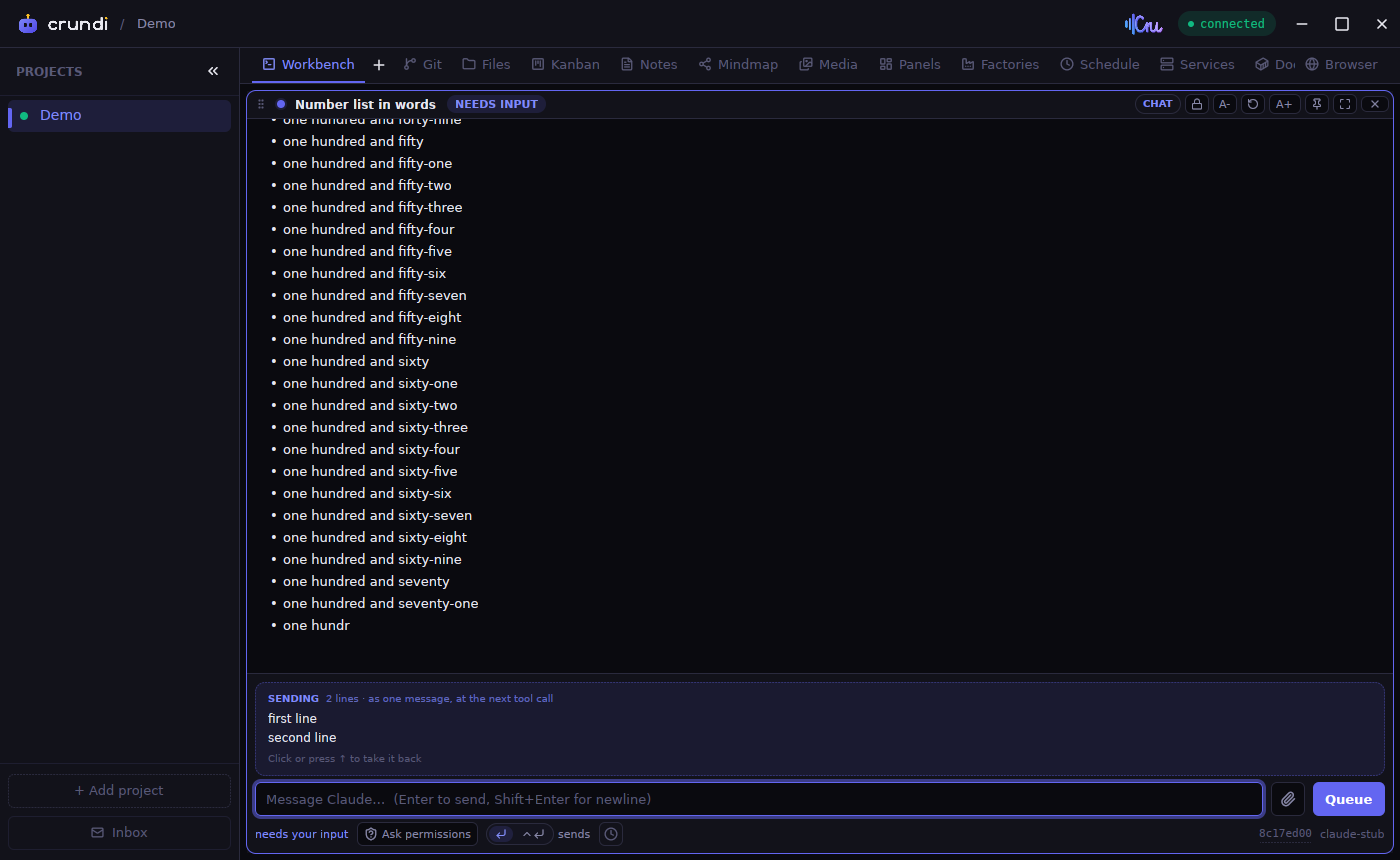 crundi / Demo
Cru
connected
PROJECTS
Workbench + Git Files Kanban Notes Mindmap Media Panels Factories Schedule Services Do Browser
Demo
Number list in words NEEDS INPUT CHAT A- A+
• one hundred and forty-nine
• one hundred and fifty
• one hundred and fifty-one
• one hundred and fifty-two
• one hundred and fifty-three
• one hundred and fifty-four
• one hundred and fifty-five
• one hundred and fifty-six
• one hundred and fifty-seven
• one hundred and fifty-eight
• one hundred and fifty-nine
• one hundred and sixty
• one hundred and sixty-one
• one hundred and sixty-two
• one hundred and sixty-three
• one hundred and sixty-four
• one hundred and sixty-five
• one hundred and sixty-six
• one hundred and sixty-seven
• one hundred and sixty-eight
• one hundred and sixty-nine
• one hundred and seventy
• one hundred and seventy-one
• one hundr
SENDING 2 lines · as one message, at the next tool call
first line
second line
Click or press ↑ to take it back
+ Add project
Message Claude... (Enter to send, Shift+Enter for newline)
Queue
Inbox
needs your input Ask permissions sends 8c17ed00 claude-stub